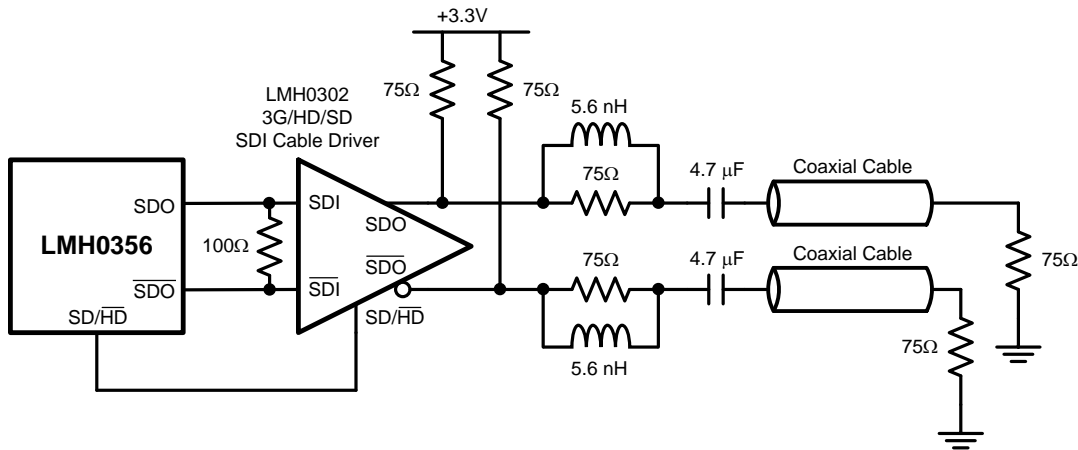 +3.3V
75Ω
75Ω
LMH0302
3G/HD/SD
SDI Cable Driver
5.6 nH
75Ω
4.7 μF
Coaxial Cable
SDO
SDI
SDO
LMH0356
100Ω
75Ω
SDO
SDI
SDO
75Ω
4.7 μF
Coaxial Cable
SD/HD
SD/HD
5.6 nH
75Ω